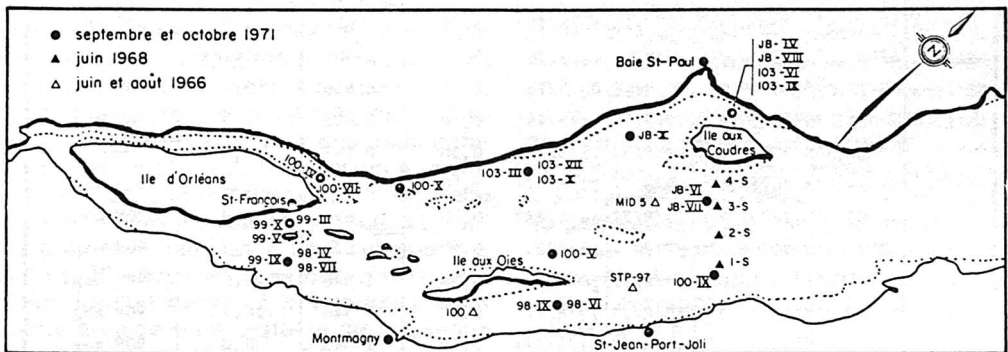 ● septembre et octobre 1971
▲ juin 1968
△ juin et août 1966
Baie St-Paul
JB-IV
JB-VIII
103-VI
103-IX
N
JB-X
Ile aux
Coudres
100-IV
100-VII
100-X
103-III
103-VII
103-X
Ile d'Orléans
St-François
4-S
JB-VI
JB-VII
MID 5
3-S
2-S
1-S
99-X
99-III
99-V
99-IX
98-IV
98-VII
100-V
Ile aux Oies
STP-97
100-IX
98-IX
98-VI
100
Montmagny
St-Jean-Port-Joli